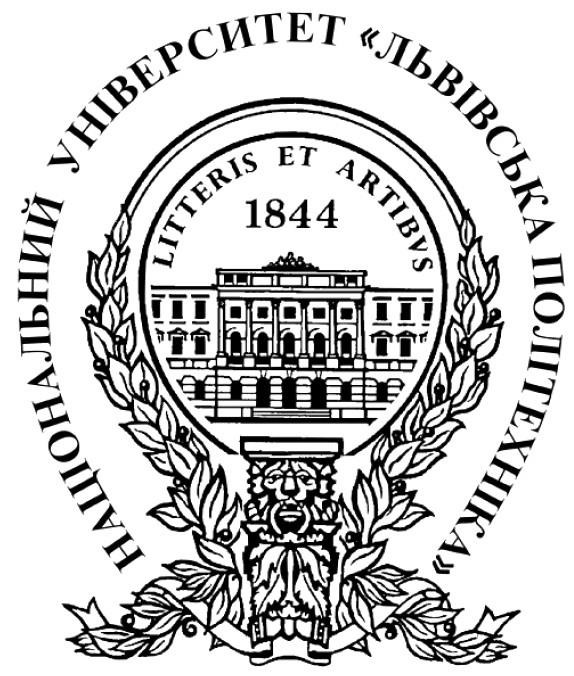 НАЦІОНАЛЬНИЙ УНІВЕРСИТЕТ «ЛЬВІВСЬКА ПОЛІТЕХНІКА»
LITTERIS ET ARTIBVS
1844